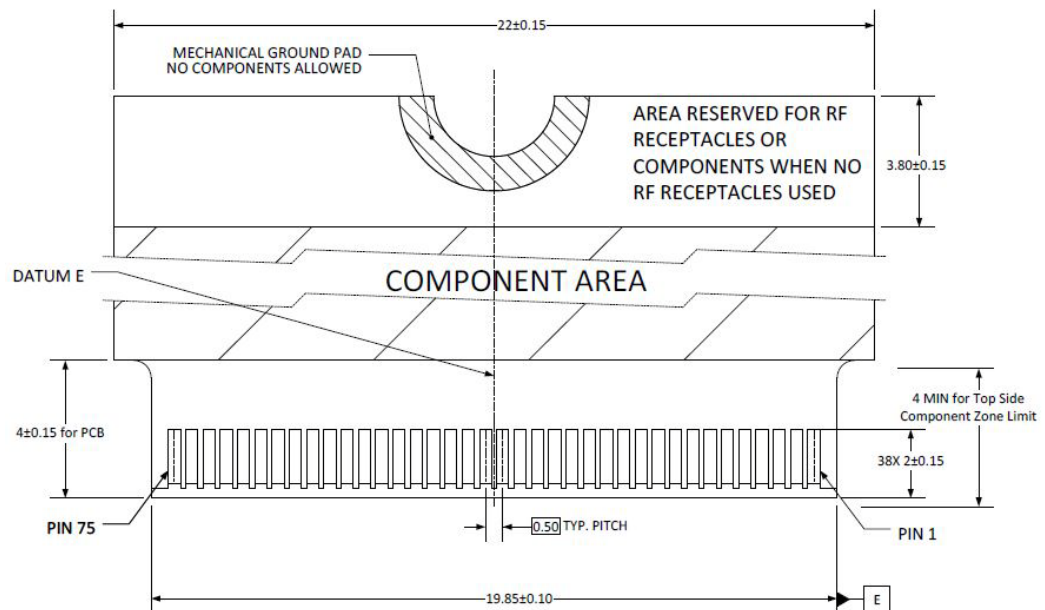 22±0.15
MECHANICAL GROUND PAD
NO COMPONENTS ALLOWED
AREA RESERVED FOR RF
RECEPTACLES OR
COMPONENTS WHEN NO
RF RECEPTACLES USED
3.80±0.15
DATUM E
COMPONENT AREA
4±0.15 for PCB
4 MIN for Top Side
Component Zone Limit
38X 2±0.15
PIN 75
0.50 TYP. PITCH
PIN 1
19.85±0.10
E